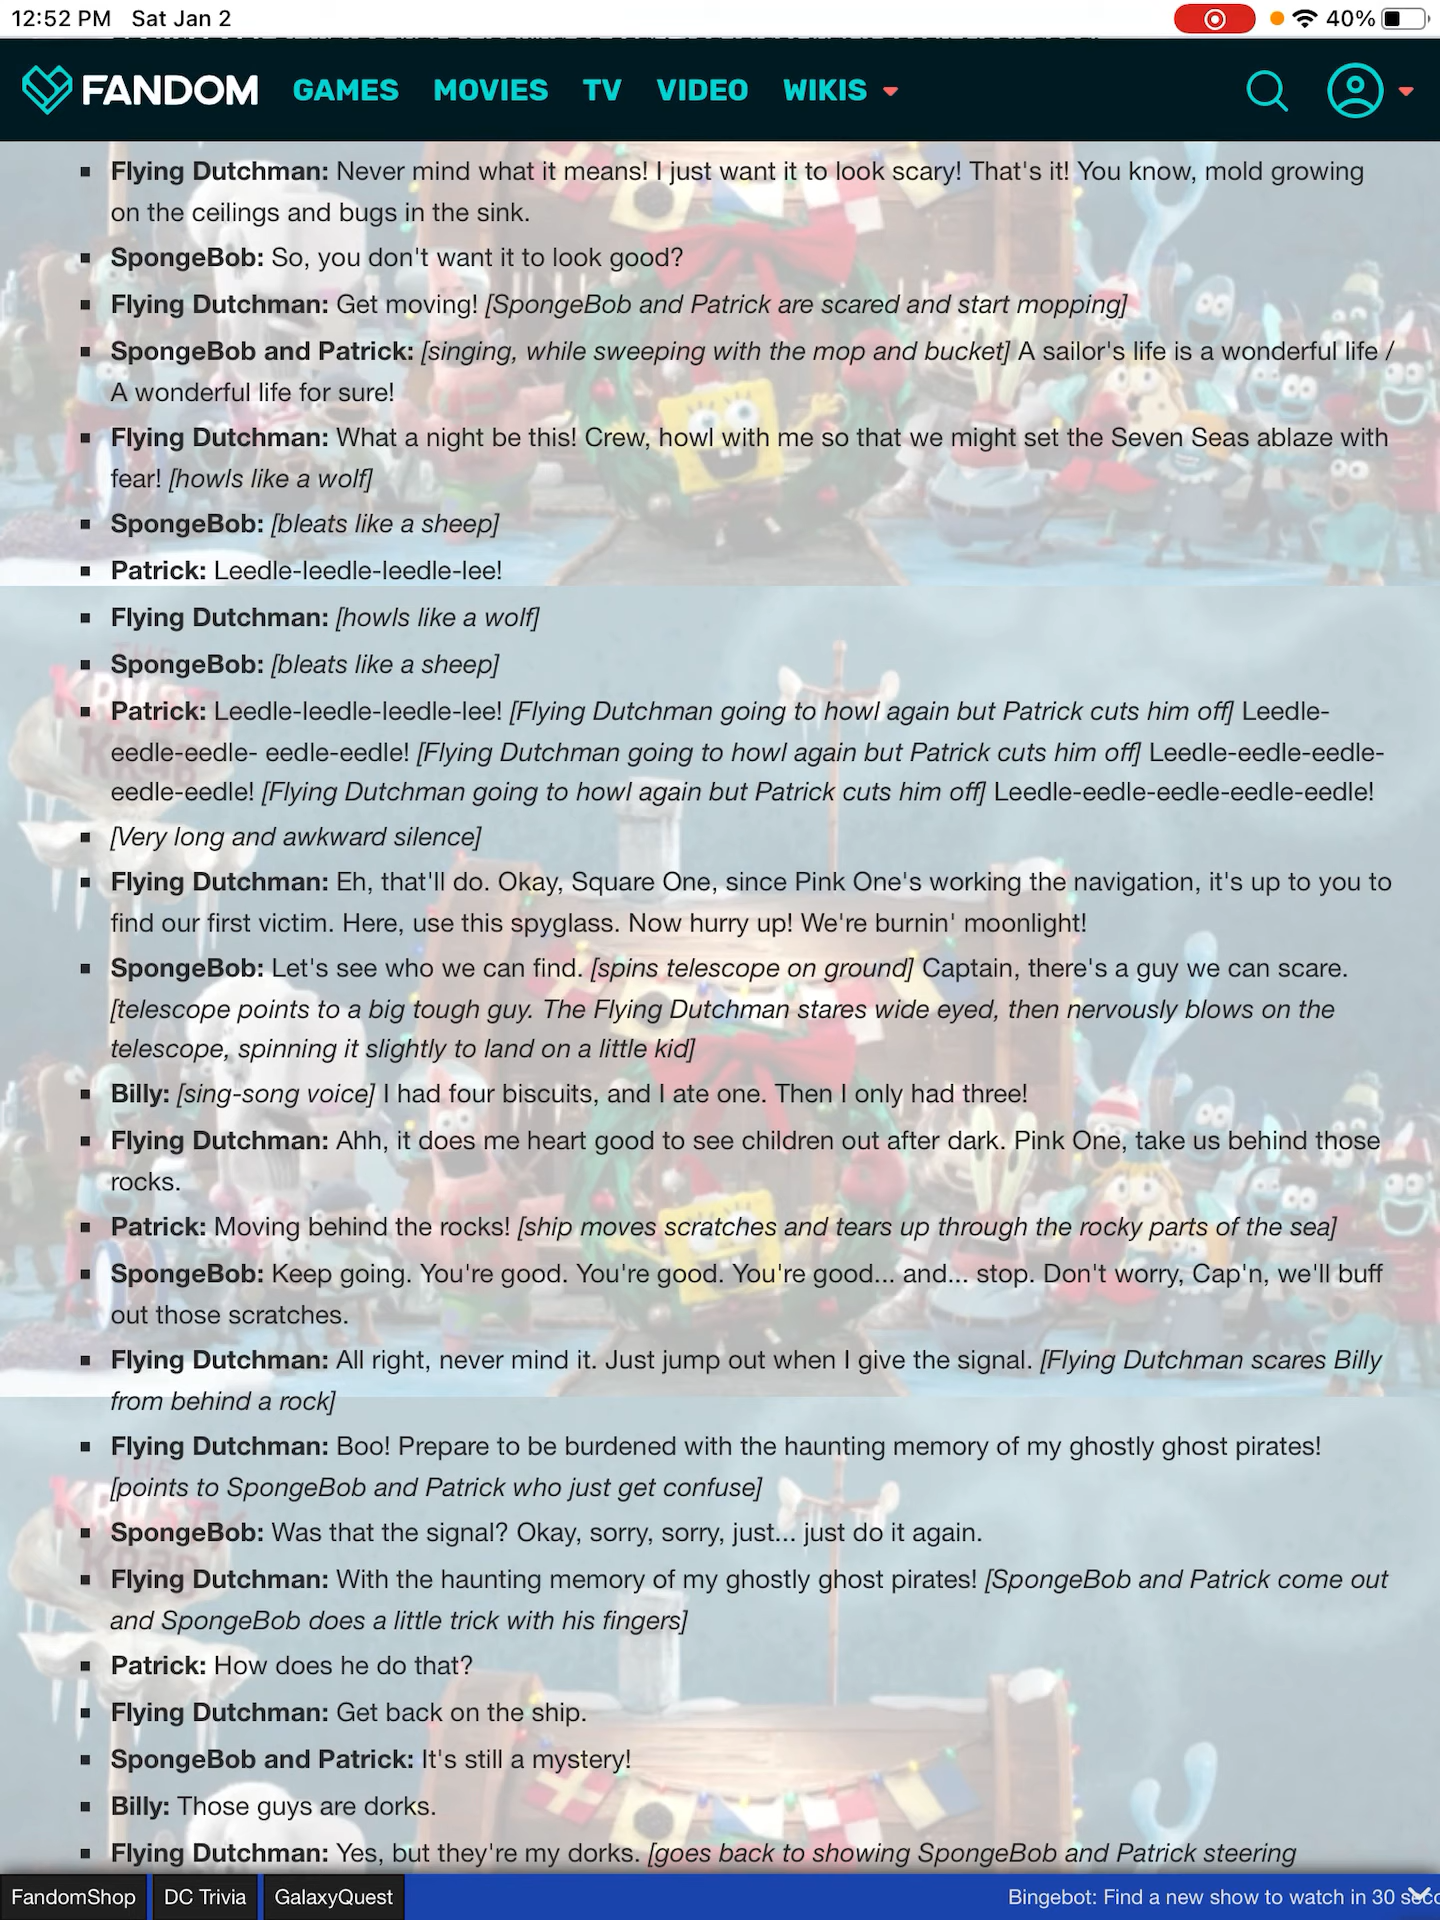 12:52 PM Sat Jan 2
40%
FANDOM GAMES MOVIES TV VIDEO WIKIS
Flying Dutchman: Never mind what it means! I just want it to look scary! That's it! You know, mold growing
on the ceilings and bugs in the sink.
SpongeBob: So, you don't want it to look good?
Flying Dutchman: Get moving! [SpongeBob and Patrick are scared and start mopping]
SpongeBob and Patrick: [singing, while sweeping with the mop and bucket] A sailor's life is a wonderful life /
A wonderful life for sure!
Flying Dutchman: What a night be this! Crew, howl with me so that we might set the Seven Seas ablaze with
fear! [howls like a wolf]
SpongeBob: [bleats like a sheep]
Patrick: Leedle-leedle-leedle-lee!
Flying Dutchman: [howls like a wolf]
SpongeBob: [bleats like a sheep]
Patrick: Leedle-leedle-leedle-lee! [Flying Dutchman going to howl again but Patrick cuts him off] Leedle-
eedle-eedle- eedle-eedle! [Flying Dutchman going to howl again but Patrick cuts him off] Leedle-eedle-eedle-
eedle-eedle! [Flying Dutchman going to howl again but Patrick cuts him off] Leedle-eedle-eedle-eedle-eedle!
[Very long and awkward silence]
Flying Dutchman: Eh, that'll do. Okay, Square One, since Pink One's working the navigation, it's up to you to
find our first victim. Here, use this spyglass. Now hurry up! We're burnin' moonlight!
SpongeBob: Let's see who we can find. [spins telescope on ground] Captain, there's a guy we can scare.
[telescope points to a big tough guy. The Flying Dutchman stares wide eyed, then nervously blows on the
telescope, spinning it slightly to land on a little kid]
Billy: [sing-song voice] I had four biscuits, and I ate one. Then I only had three!
Flying Dutchman: Ahh, it does me heart good to see children out after dark. Pink One, take us behind those
rocks.
Patrick: Moving behind the rocks! [ship moves scratches and tears up through the rocky parts of the sea]
SpongeBob: Keep going. You're good. You're good. You're good... and... stop. Don't worry, Cap'n, we'll buff
out those scratches.
Flying Dutchman: All right, never mind it. Just jump out when I give the signal. [Flying Dutchman scares Billy
from behind a rock]
Flying Dutchman: Boo! Prepare to be burdened with the haunting memory of my ghostly ghost pirates!
[points to SpongeBob and Patrick who just get confuse]
SpongeBob: Was that the signal? Okay, sorry, sorry, just... just do it again.
Flying Dutchman: With the haunting memory of my ghostly ghost pirates! [SpongeBob and Patrick come out
and SpongeBob does a little trick with his fingers]
Patrick: How does he do that?
Flying Dutchman: Get back on the ship.
SpongeBob and Patrick: It's still a mystery!
Billy: Those guys are dorks.
Flying Dutchman: Yes, but they're my dorks. [goes back to showing SpongeBob and Patrick steering
FandomShop DC Trivia GalaxyQuest Bingebot: Find a new show to watch in 30